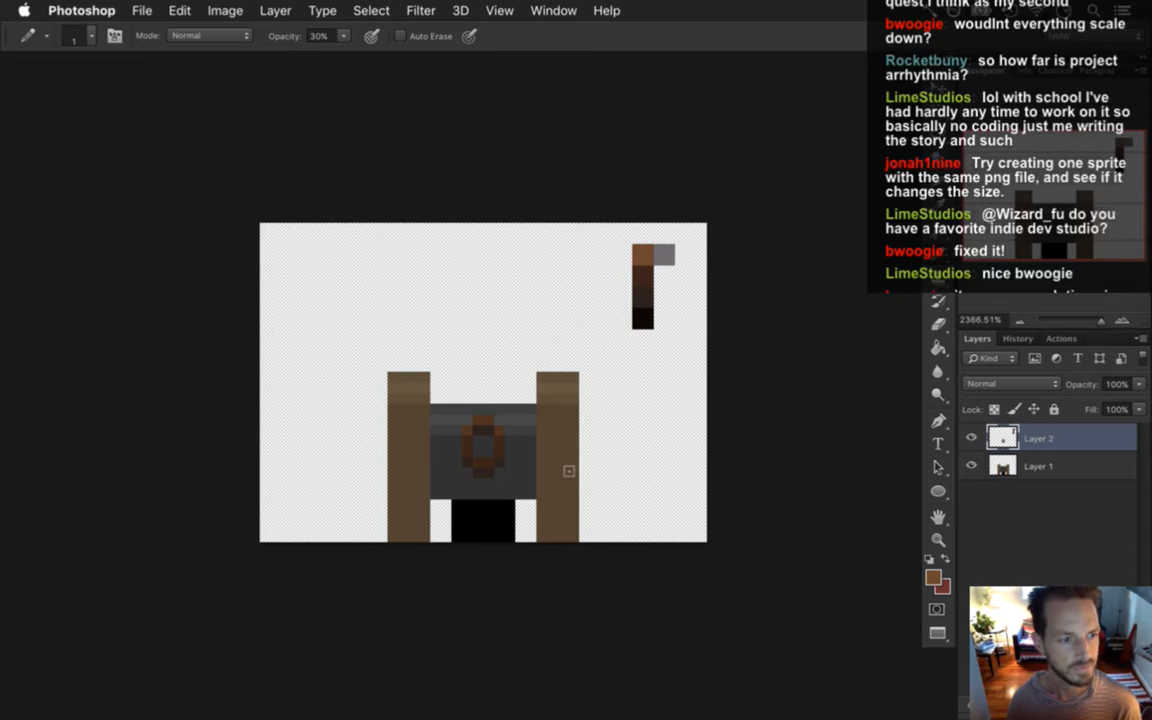 Photoshop File Edit Image Layer Type Select Filter 3D View Window Help
1 Mode: Normal Opacity: 30% Auto Erase
quest I think as my second
bwoogie woudlnt everything scale
down?
Rocketbuny so how far is project
arrhythmia?
LimeStudios lol with school I've
had hardly any time to work on it so
basically no coding just me writing
the story and such
jonah1nine Try creating one sprite
with the same png file, and see if it
changes the size.
LimeStudios @Wizard_fu do you
have a favorite indie dev studio?
bwoogie fixed it!
LimeStudios nice bwoogie
2366.51%
Layers History Actions
Kind
Normal Opacity: 100%
Lock: Fill: 100%
Layer 2
Layer 1